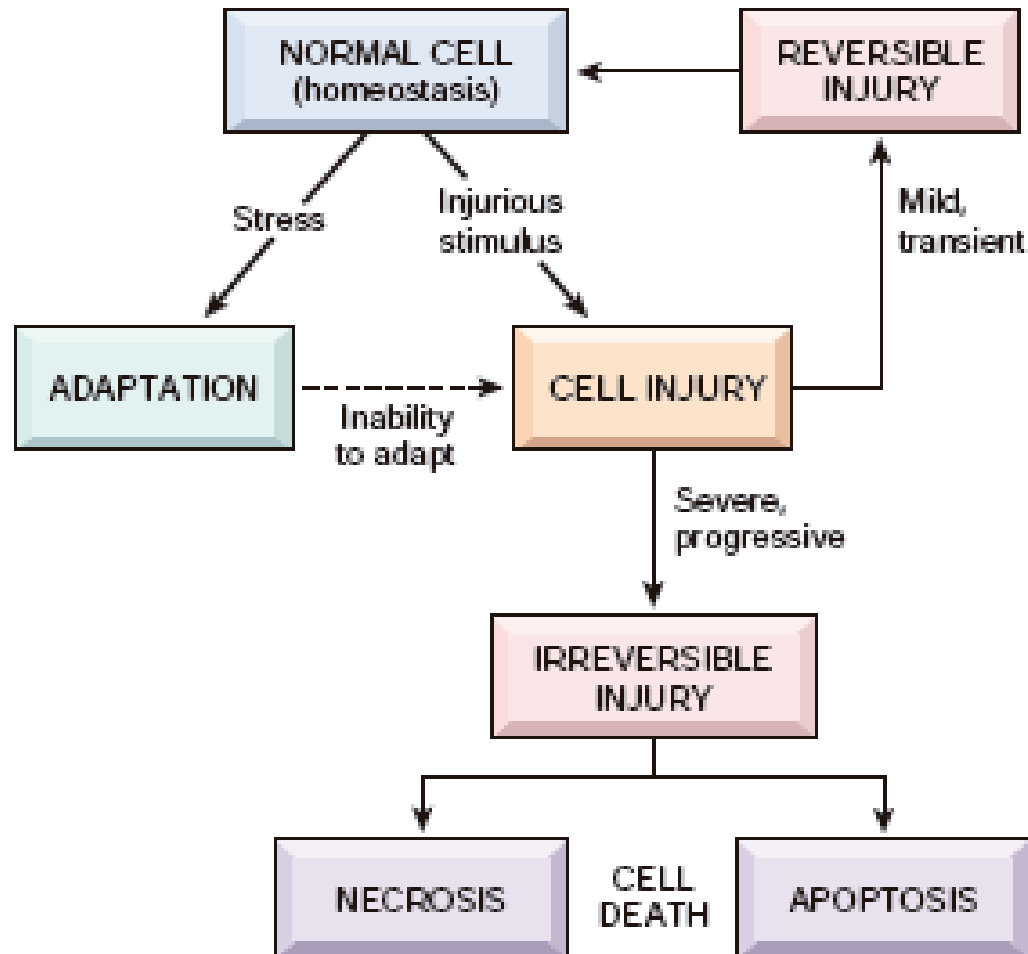 NORMAL CELL
(homeostasis)
REVERSIBLE
INJURY
Stress
Injurious
stimulus
Mild,
transient
ADAPTATION
Inability
to adapt
CELL INJURY
Severe,
progressive
IRREVERSIBLE
INJURY
NECROSIS
CELL
DEATH
APOPTOSIS